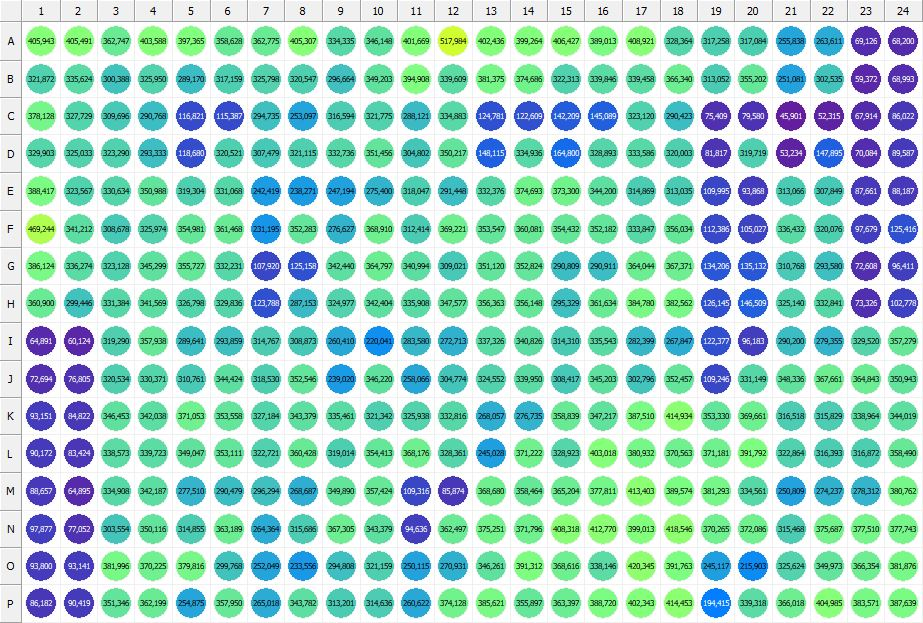 1 2 3 4 5 6 7 8 9 10 11 12 13 14 15 16 17 18 19 20 21 22 23 24
A 405,943 405,491 362,747 403,588 397,365 358,628 362,775 405,307 334,335 346,148 401,669 517,984 402,436 399,264 406,427 389,013 408,921 328,364 317,258 317,084 255,838 263,611 69,126 68,200
B 321,872 335,624 300,388 325,950 289,170 317,159 325,798 320,547 296,664 349,203 394,908 339,609 381,375 374,686 322,313 339,846 339,458 366,340 313,052 355,202 251,081 302,535 59,372 68,993
C 378,128 327,729 309,696 290,768 116,821 115,387 294,735 253,097 316,594 321,775 288,121 334,883 124,781 122,609 142,209 145,089 323,120 290,423 75,409 79,580 45,901 52,315 67,914 86,022
D 329,903 325,033 323,290 293,333 118,680 320,521 307,479 321,115 332,736 351,456 304,802 350,217 148,115 334,936 164,800 328,893 333,586 320,003 81,817 319,719 53,234 147,895 70,084 89,587
E 388,417 323,567 330,634 350,988 319,304 331,068 242,419 238,271 247,194 275,400 318,047 291,448 332,376 374,693 373,300 344,200 314,869 313,035 109,995 93,868 313,066 307,849 87,661 88,187
F 469,244 341,212 308,678 325,974 354,981 361,468 231,195 352,283 276,627 368,910 312,414 369,221 353,547 360,081 354,432 352,182 333,847 356,034 112,386 105,027 336,432 320,076 97,679 125,416
G 386,124 336,274 323,128 345,299 355,727 332,231 107,920 125,158 342,440 364,797 340,994 309,021 351,120 352,824 290,809 290,911 364,044 367,371 134,206 135,132 310,768 293,580 72,608 96,411
H 360,900 299,446 331,384 341,569 326,798 329,836 123,788 287,153 324,977 342,404 335,908 347,577 356,363 356,148 295,329 361,634 384,780 382,562 126,145 146,509 325,140 332,841 73,326 102,778
I 64,891 60,124 319,290 357,938 289,641 293,859 314,767 308,873 260,410 220,041 283,580 272,713 337,326 340,826 314,310 335,543 282,399 267,847 122,377 96,183 290,200 279,355 329,520 357,279
J 72,694 76,805 320,534 330,371 310,761 344,424 318,530 352,546 239,020 346,220 258,066 304,774 324,552 339,950 308,417 345,203 302,796 352,457 109,246 331,149 348,336 367,661 364,843 350,943
K 93,151 84,822 346,453 342,038 371,053 353,558 327,184 343,379 335,461 321,342 325,938 332,816 268,057 276,735 358,839 347,217 387,510 414,934 353,330 369,661 316,518 315,829 338,964 344,019
L 90,172 83,424 338,573 339,723 349,047 353,111 322,721 360,428 319,014 354,413 368,176 328,361 245,028 371,222 328,923 403,018 380,932 370,563 371,181 391,792 322,864 316,393 316,872 358,490
M 88,657 64,895 334,908 342,187 277,510 290,479 296,294 268,687 349,890 357,424 109,316 85,874 368,680 358,464 365,204 377,811 413,403 389,574 381,293 334,561 250,809 274,237 278,312 380,762
N 97,877 77,052 303,554 350,116 314,855 363,189 264,364 315,686 367,305 343,379 94,636 362,497 375,251 371,796 408,318 412,770 399,013 418,546 370,265 372,086 315,468 375,687 377,510 377,743
O 93,800 93,141 381,996 370,225 379,816 299,768 252,049 233,556 294,808 321,159 250,115 270,931 346,281 391,312 368,616 338,146 420,345 391,763 245,117 215,903 325,624 349,973 366,354 381,876
P 86,182 90,419 351,346 362,199 254,875 357,950 265,018 343,782 313,201 314,636 260,622 374,128 385,621 355,897 363,397 388,720 402,343 414,453 194,415 339,318 366,018 404,985 383,571 387,639